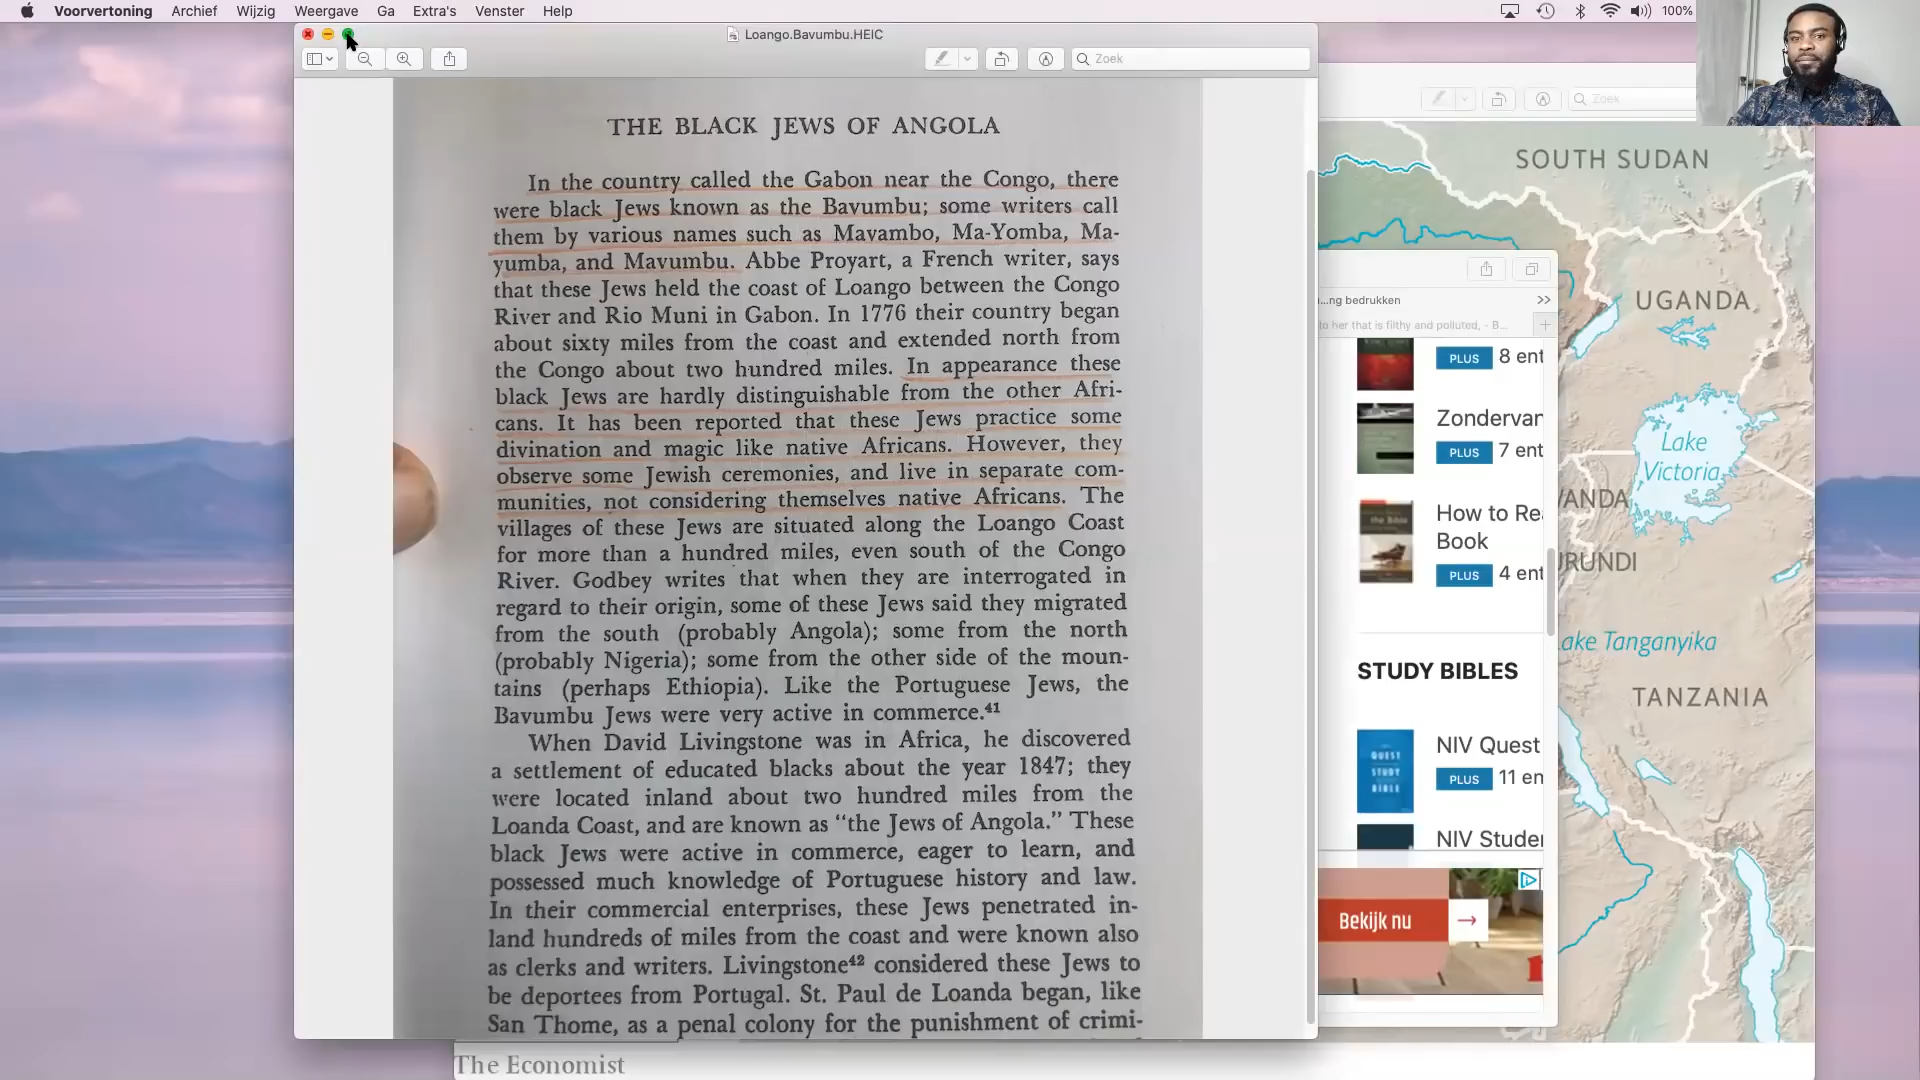 Voorvertoning Archief Wijzig Weergave Ga Extra's Venster Help 100%
Loango.Bavumbu.HEIC
Zoek
THE BLACK JEWS OF ANGOLA
In the country called the Gabon near the Congo, there
were black Jews known as the Bavumbu; some writers call
them by various names such as Mavambo, Ma-Yomba, Ma-
yumba, and Mavumbu. Abbe Proyart, a French writer, says
that these Jews held the coast of Loango between the Congo
River and Rio Muni in Gabon. In 1776 their country began
about sixty miles from the coast and extended north from
the Congo about two hundred miles. In appearance these
black Jews are hardly distinguishable from the other Afri-
cans. It has been reported that these Jews practice some
divination and magic like native Africans. However, they
observe some Jewish ceremonies, and live in separate com-
munities, not considering themselves native Africans. The
villages of these Jews are situated along the Loango Coast
for more than a hundred miles, even south of the Congo
River. Godbey writes that when they are interrogated in
regard to their origin, some of these Jews said they migrated
from the south (probably Angola); some from the north
(probably Nigeria); some from the other side of the moun-
tains (perhaps Ethiopia). Like the Portuguese Jews, the
Bavumbu Jews were very active in commerce.⁴¹
When David Livingstone was in Africa, he discovered
a settlement of educated blacks about the year 1847; they
were located inland about two hundred miles from the
Loanda Coast, and are known as “the Jews of Angola.” These
black Jews were active in commerce, eager to learn, and
possessed much knowledge of Portuguese history and law.
In their commercial enterprises, these Jews penetrated in-
land hundreds of miles from the coast and were known also
as clerks and writers. Livingstone⁴² considered these Jews to
be deportees from Portugal. St. Paul de Loanda began, like
San Thome, as a penal colony for the punishment of crimi-
Zoek
...ng bedrukken >>
to her that is filthy and polluted, - B...
PLUS 8 ent
Zondervan
PLUS 7 ent
How to Re
Book
PLUS 4 ent
STUDY BIBLES
NIV Quest
QUEST
STUDY
BIBLE
PLUS 11 en
NIV Stude
Bekijk nu →
SOUTH SUDAN
UGANDA
Lake
Victoria
VANDA
URUNDI
ake Tanganyika
TANZANIA
The Economist